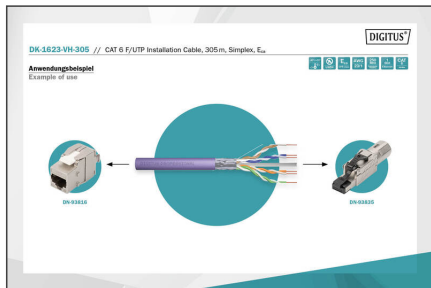 DIGITUS®
DK-1623-VH-305 // CAT 6 F/UTP Installation Cable, 305 m, Simplex, Eca
Anwendungsbeispiel
Example of use
DN-93816
DN-93835